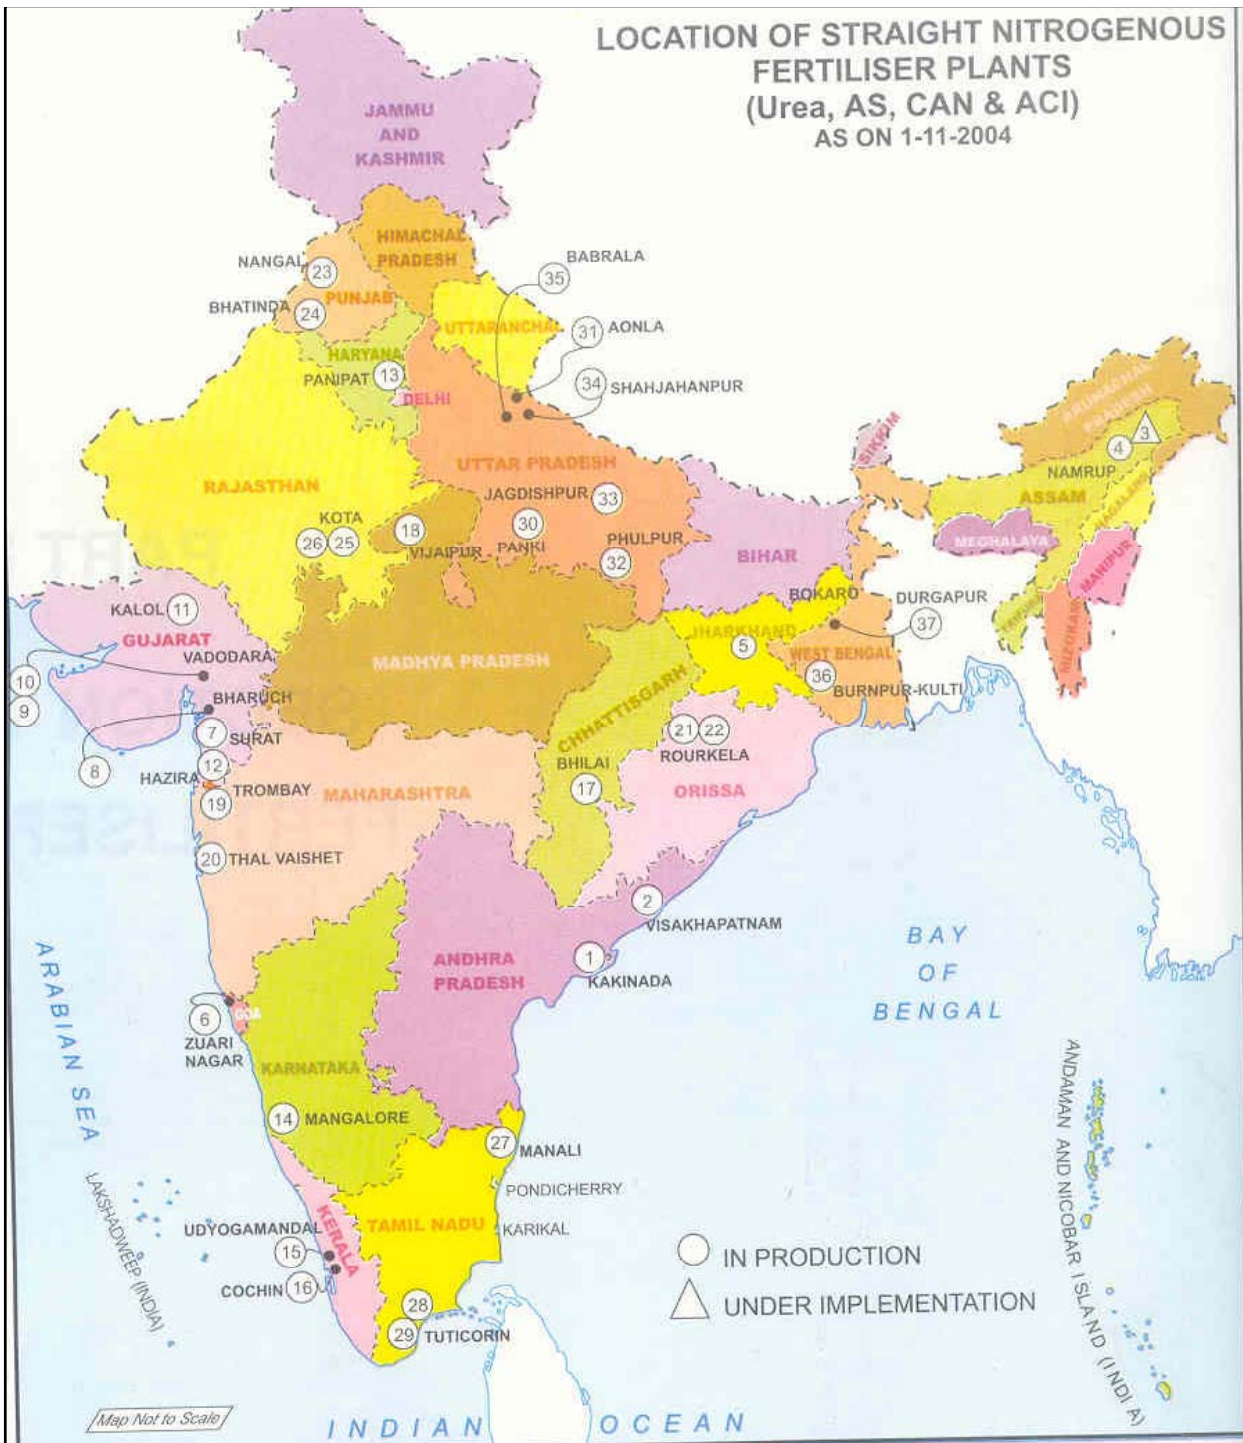 LOCATION OF STRAIGHT NITROGENOUS
FERTILISER PLANTS
(Urea, AS, CAN & ACI)
AS ON 1-11-2004
JAMMU
AND
KASHMIR
HIMACHAL
PRADESH
NANGAL
23
PUNJAB
BHATINDA
24
BABRALA
35
UTTARANCHAL
31
AONLA
HARYANA
PANIPAT
13
DELHI
34
SHAHJAHANPUR
ARUNACHAL
PRADESH
SIKKIM
4
3
NAMRUP
ASSAM
NAGALAND
RAJASTHAN
UTTAR PRADESH
JAGDISHPUR
33
KOTA
26
25
18
VIJAIPUR
30
PANKI
PHULPUR
32
BIHAR
MEGHALAYA
MANIPUR
MIZORAM
KALOL
11
GUJARAT
VADODARA
10
9
BHARUCH
MADHYA PRADESH
BOKARO
JHARKHAND
5
DURGAPUR
37
WEST BENGAL
36
BURNPUR-KULTI
CHHATTISGARH
7
SURAT
8
21
22
ROURKELA
12
HAZIRA
TROMBAY
19
MAHARASHTRA
BHILAI
17
ORISSA
20
THAL VAISHET
2
VISAKHAPATNAM
ANDHRA
PRADESH
1
KAKINADA
ARABIAN SEA
BAY
OF
BENGAL
GOA
6
ZUARI
NAGAR
KARNATAKA
14
MANGALORE
27
MANALI
PONDICHERRY
LAKSHADWEEP (INDIA)
UDYOGAMANDAL
15
KERALA
TAMIL NADU
KARIKAL
COCHIN
16
28
29
TUTICORIN
IN PRODUCTION
UNDER IMPLEMENTATION
ANDAMAN AND NICOBAR ISLAND (INDIA)
Map Not to Scale
INDIAN OCEAN